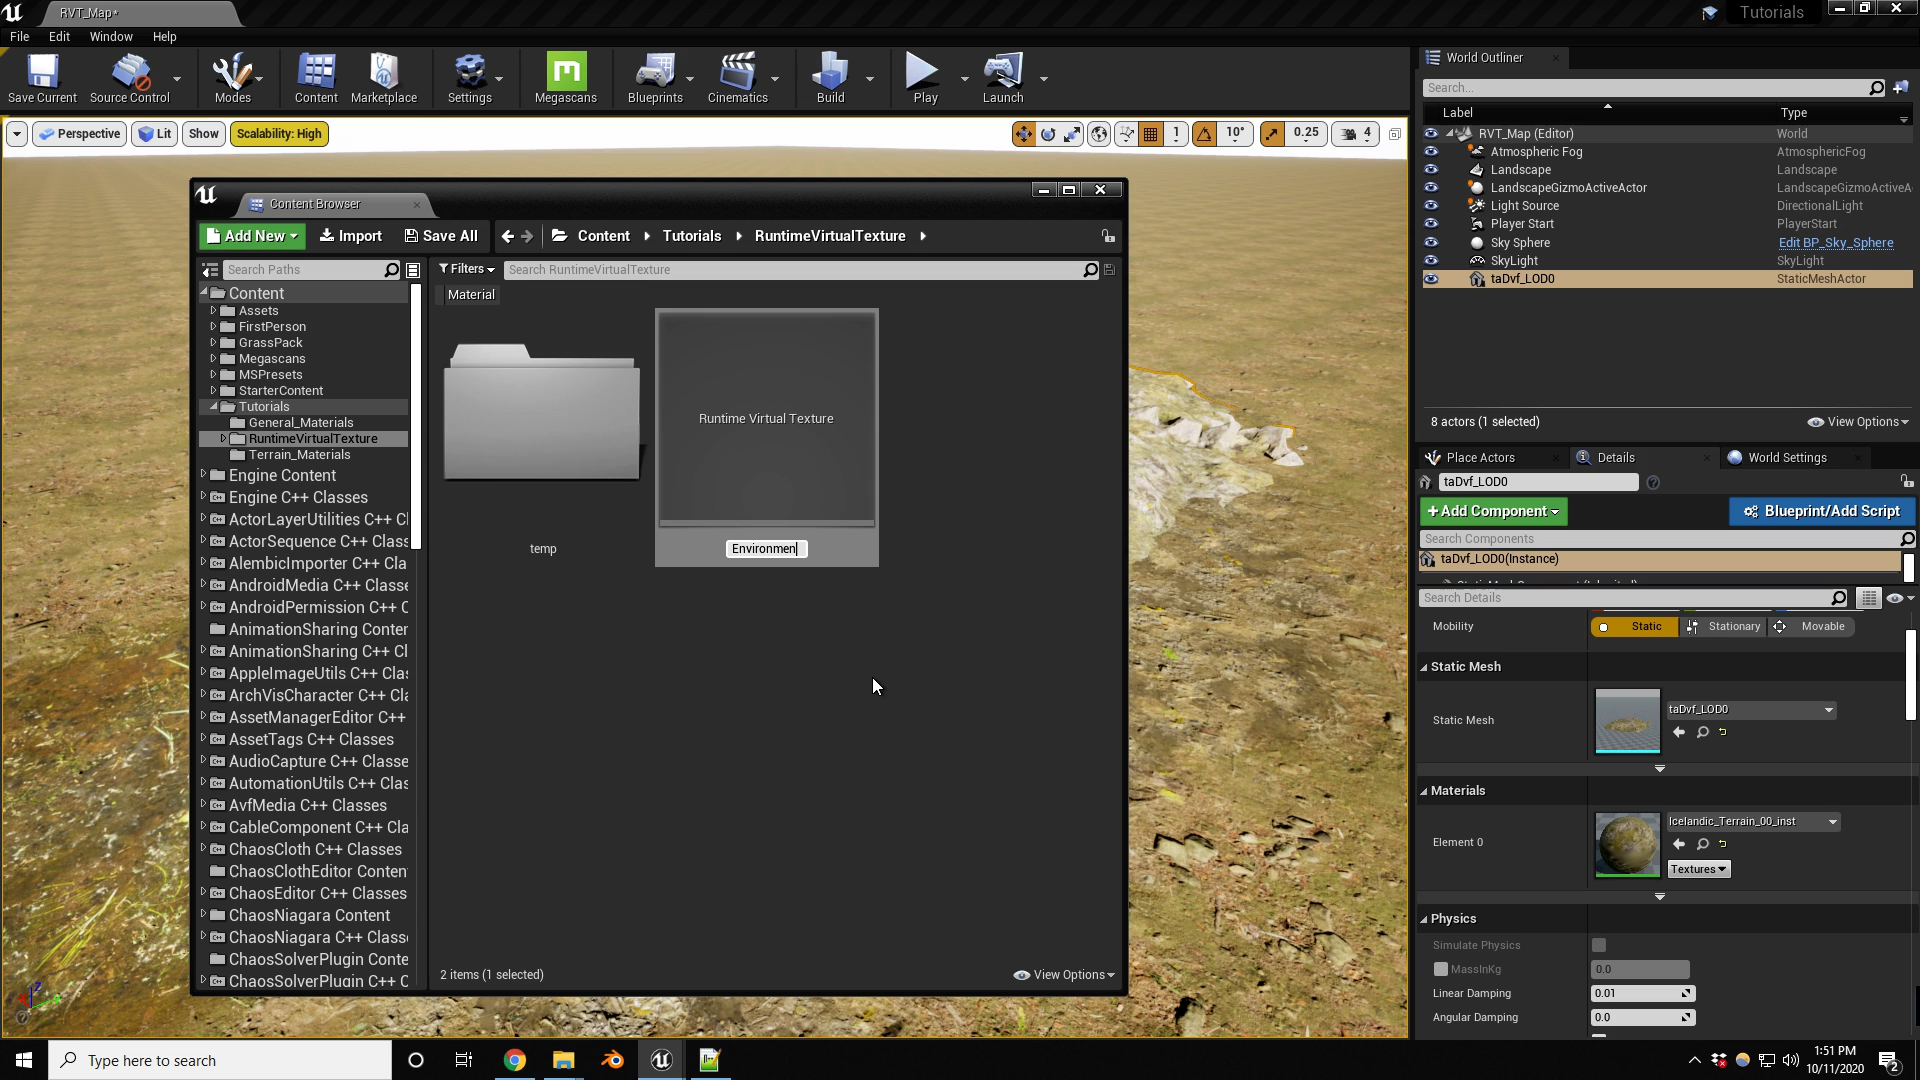 RVT_Map*
Tutorials
File Edit Window Help
Save Current Source Control Modes Content Marketplace Settings Megascans Blueprints Cinematics Build Play Launch
Perspective Lit Show Scalability: High
1 10° 0.25 4
Content Browser
Add New Import Save All Content Tutorials RuntimeVirtualTexture
Search Paths
Filters Search RuntimeVirtualTexture
Material
Content
Assets
FirstPerson
GrassPack
Megascans
MSPresets
StarterContent
Tutorials
General_Materials
RuntimeVirtualTexture
Terrain_Materials
Engine Content
Engine C++ Classes
ActorLayerUtilities C++ Cl
ActorSequence C++ Class
AlembicImporter C++ Cla
AndroidMedia C++ Classe
AndroidPermission C++ C
AnimationSharing Conter
AnimationSharing C++ Cl
AppleImageUtils C++ Clas
ArchVisCharacter C++ Cla
AssetManagerEditor C++
AssetTags C++ Classes
AudioCapture C++ Classe
AutomationUtils C++ Clas
AvfMedia C++ Classes
CableComponent C++ Cla
ChaosCloth C++ Classes
ChaosClothEditor Conten
ChaosEditor C++ Classes
ChaosNiagara Content
ChaosNiagara C++ Classe
ChaosSolverPlugin Conte
ChaosSolverPlugin C++ C
Runtime Virtual Texture
temp
Environmen
2 items (1 selected)
View Options
World Outliner
Search...
Label Type
RVT_Map (Editor) World
Atmospheric Fog AtmosphericFog
Landscape Landscape
LandscapeGizmoActiveActor LandscapeGizmoActiveA
Light Source DirectionalLight
Player Start PlayerStart
Sky Sphere Edit BP_Sky_Sphere
SkyLight SkyLight
taDvf_LOD0 StaticMeshActor
8 actors (1 selected)
View Options
Place Actors Details World Settings
taDvf_LOD0
Add Component Blueprint/Add Script
Search Components
taDvf_LOD0(Instance)
Search Details
Mobility Static Stationary Movable
Static Mesh
Static Mesh taDvf_LOD0
Materials
Element 0 Icelandic_Terrain_00_inst
Textures
Physics
Simulate Physics
MassInKg 0.0
Linear Damping 0.01
Angular Damping 0.0
Type here to search
1:51 PM
10/11/2020
2